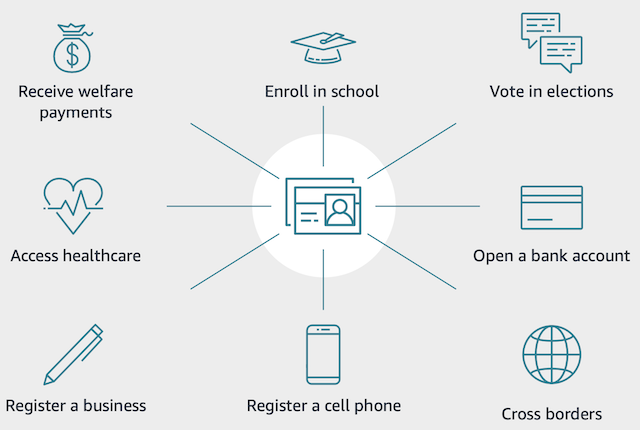 Receive welfare
payments
Enroll in school
Vote in elections
Access healthcare
Open a bank account
Register a business
Register a cell phone
Cross borders